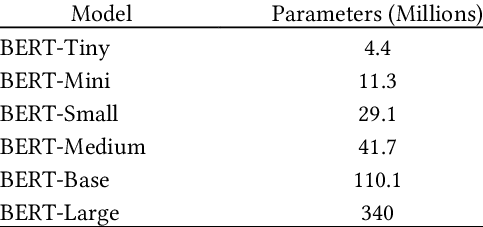 Model Parameters (Millions)
BERT-Tiny 4.4
BERT-Mini 11.3
BERT-Small 29.1
BERT-Medium 41.7
BERT-Base 110.1
BERT-Large 340